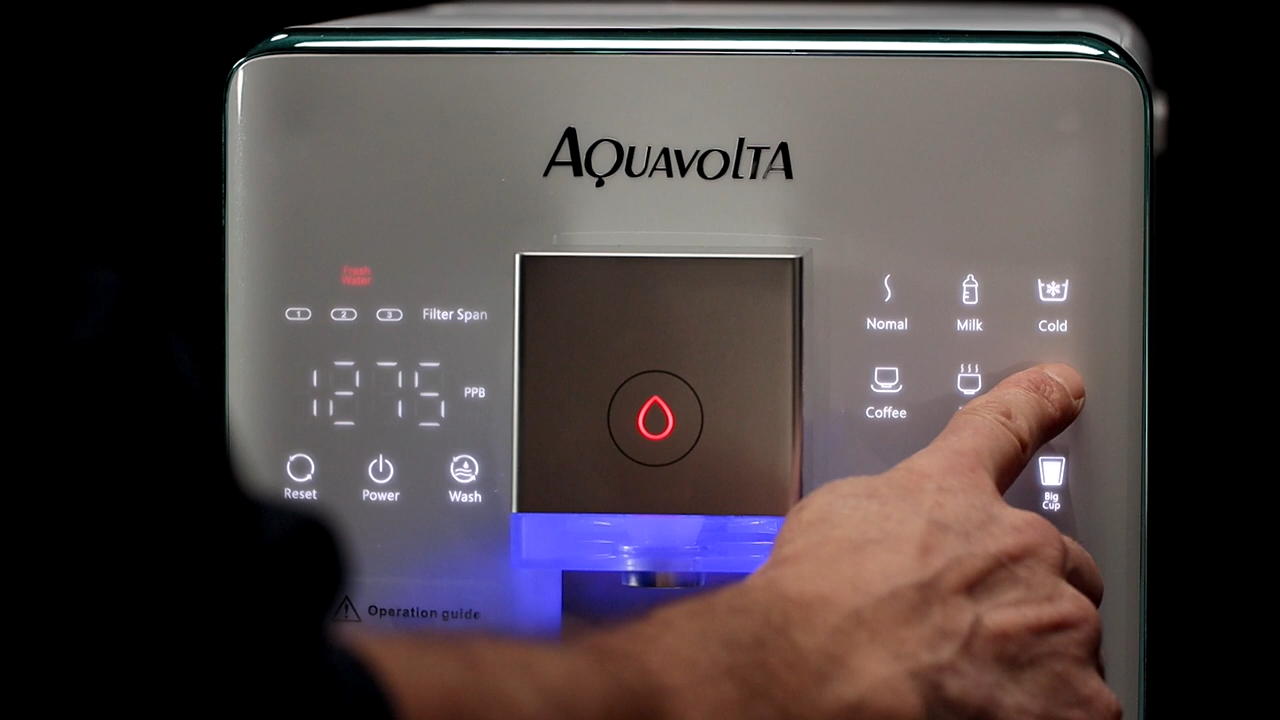 AQUAVOLTA
Fresh
Water
1 2 3 Filter Span
1275 PPB
Reset Power Wash
Operation guide
Nomal Milk Cold
Coffee
Big
Cup